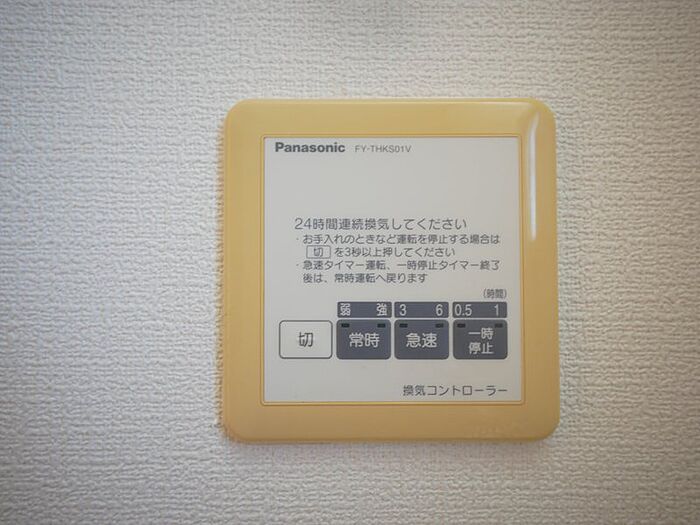 Panasonic FY-THKS01V
24時間連続換気してください
・お手入れのときなど運転を停止する場合は
切 を3秒以上押してください
・急速タイマー運転、一時停止タイマー終了
後は、常時運転へ戻ります
(時間)
弱 強 3 6 0.5 1
切 常時 急速 一時
停止
換気コントローラー